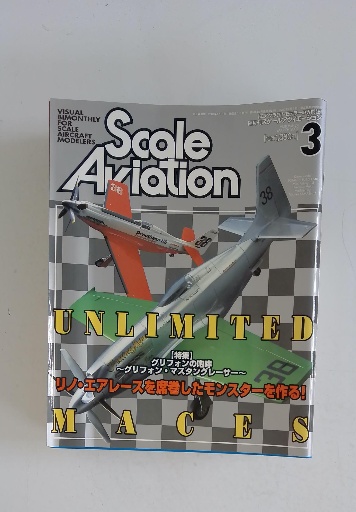 VISUAL
BIMONTHLY
FOR
SCALE
AIRCRAFT
MODELERS
Scale
Aviation
3
38
UNLIMITED
【特集】
グリフォンの咆哮
〜グリフォン・マスタングレーサー〜
リノ・エアレースを席巻したモンスターを作る!
MACES